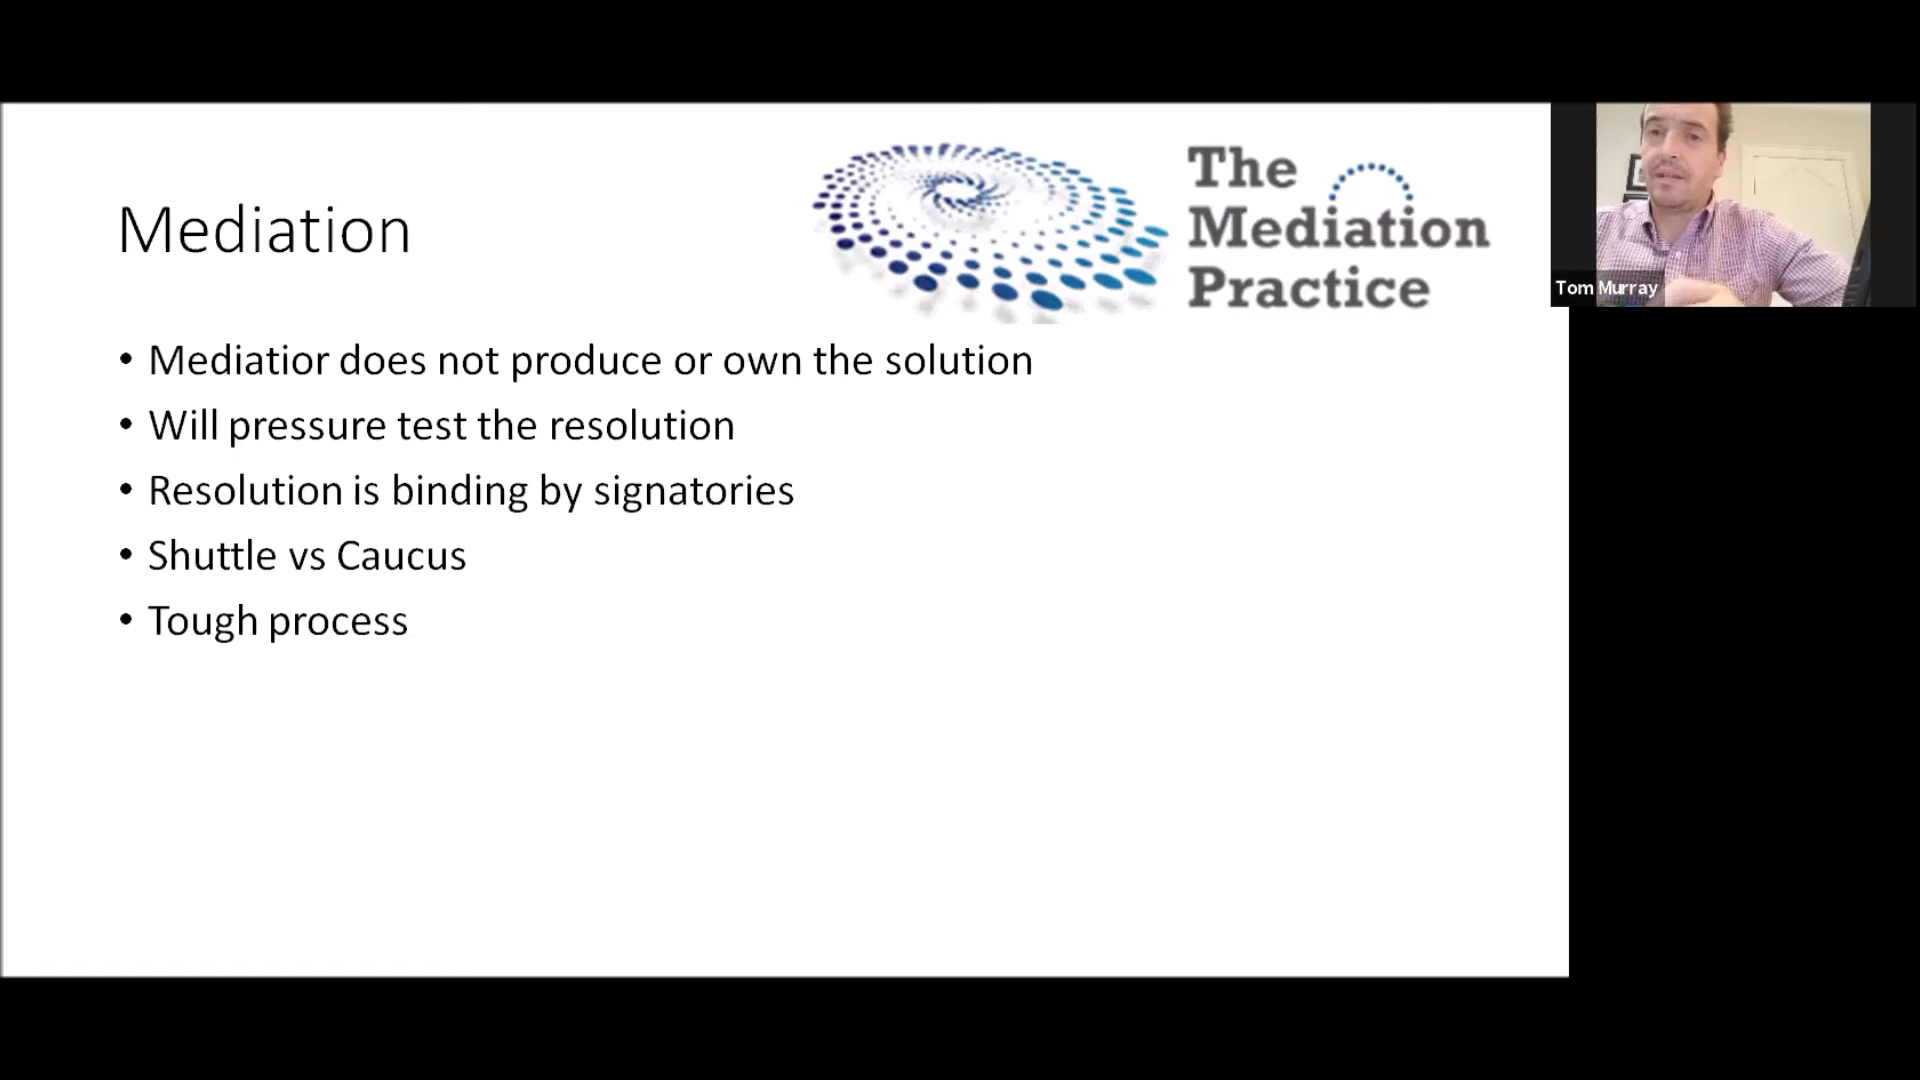 Mediation
The
Mediation
Practice
Tom Murray
• Mediatior does not produce or own the solution
• Will pressure test the resolution
• Resolution is binding by signatories
• Shuttle vs Caucus
• Tough process